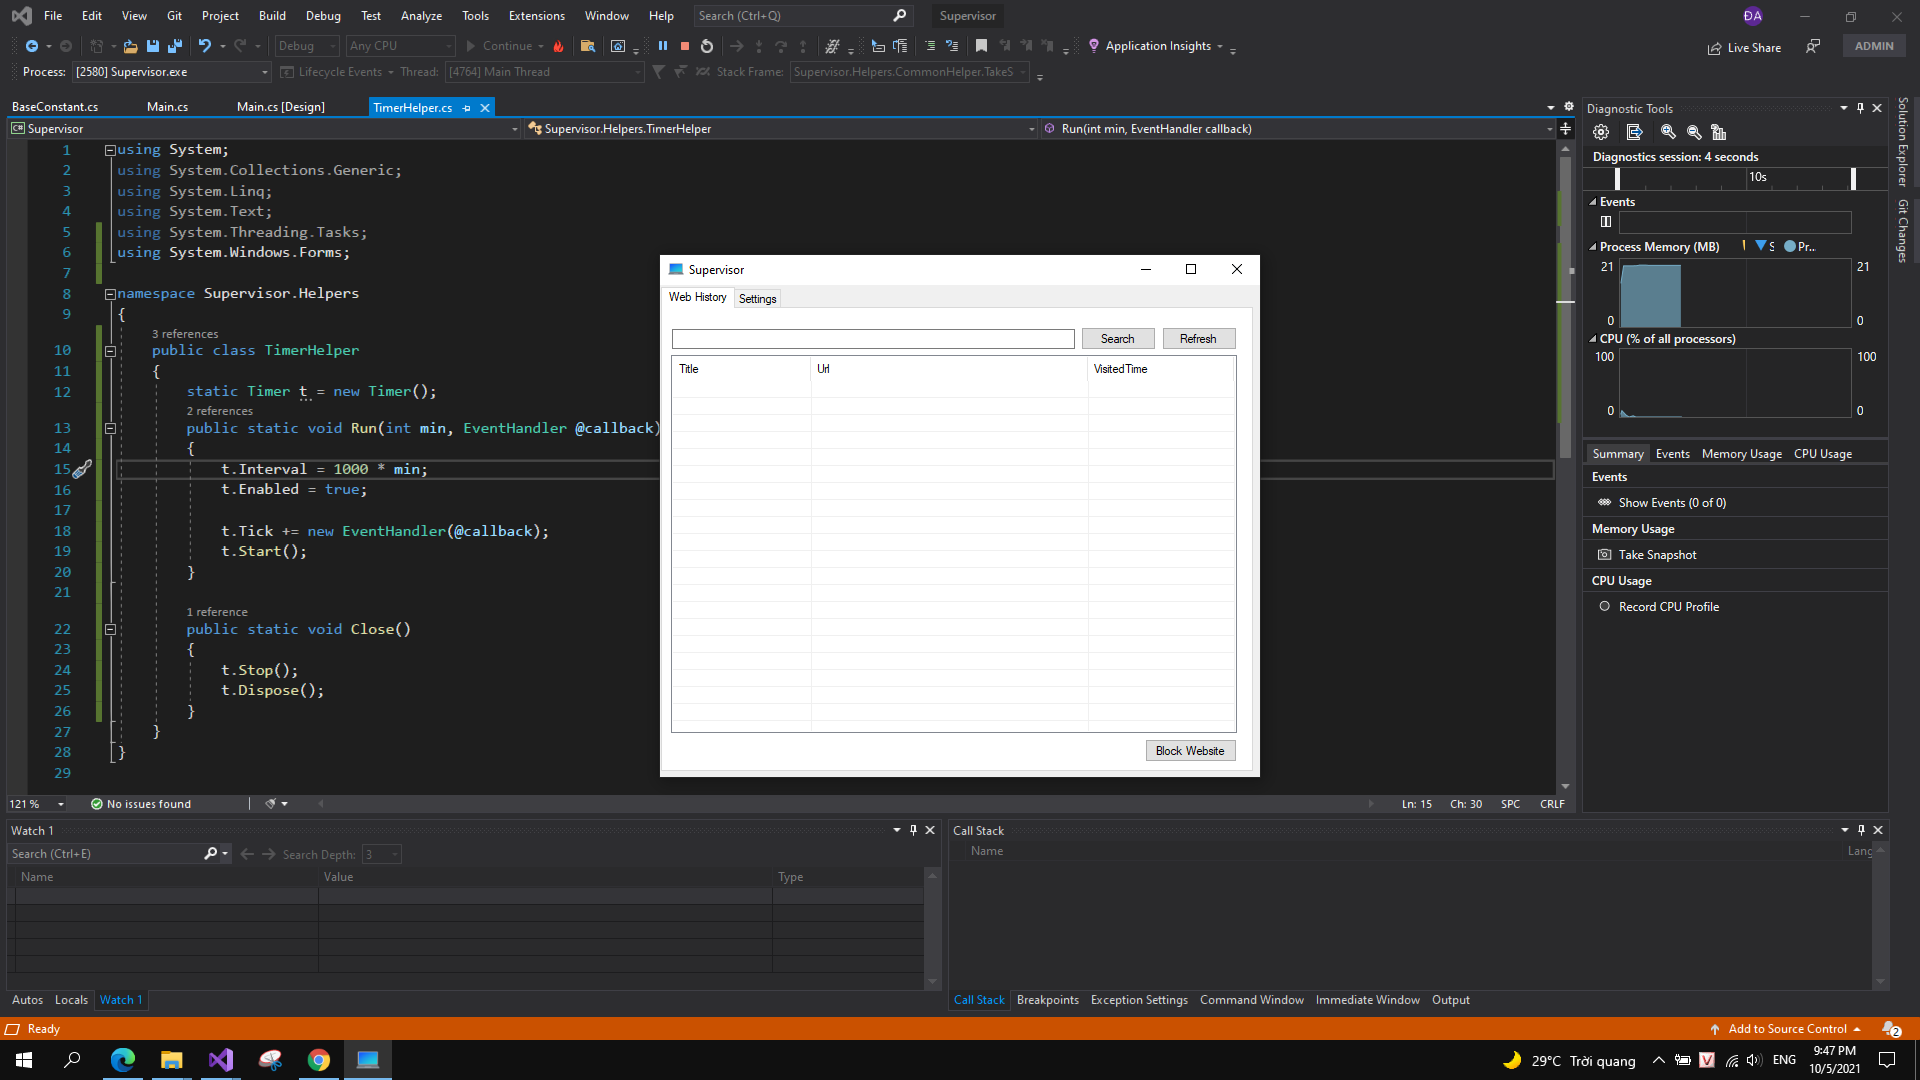 File Edit View Git Project Build Debug Test Analyze Tools Extensions Window Help Search (Ctrl+Q) Supervisor ĐA
Debug Any CPU Continue Application Insights Live Share ADMIN
Process: [2580] Supervisor.exe Lifecycle Events Thread: [4764] Main Thread Stack Frame: Supervisor.Helpers.CommonHelper.TakeS
BaseConstant.cs Main.cs Main.cs [Design] TimerHelper.cs
C# Supervisor Supervisor.Helpers.TimerHelper Run(int min, EventHandler callback)
1 using System;
2 using System.Collections.Generic;
3 using System.Linq;
4 using System.Text;
5 using System.Threading.Tasks;
6 using System.Windows.Forms;
7
8 namespace Supervisor.Helpers
9 {
3 references
10 public class TimerHelper
11 {
12 static Timer t = new Timer();
2 references
13 public static void Run(int min, EventHandler @callback)
14 {
15 t.Interval = 1000 * min;
16 t.Enabled = true;
17
18 t.Tick += new EventHandler(@callback);
19 t.Start();
20 }
21
1 reference
22 public static void Close()
23 {
24 t.Stop();
25 t.Dispose();
26 }
27 }
28 }
29
121 % No issues found Ln: 15 Ch: 30 SPC CRLF
Supervisor
Web History Settings
Search Refresh
Title Url VisitedTime
Block Website
Diagnostic Tools
Diagnostics session: 4 seconds
10s
Events
Process Memory (MB) S Pr...
21 21
0 0
CPU (% of all processors)
100 100
0 0
Summary Events Memory Usage CPU Usage
Events
Show Events (0 of 0)
Memory Usage
Take Snapshot
CPU Usage
Record CPU Profile
Solution Explorer
Git Changes
Watch 1
Search (Ctrl+E) Search Depth: 3
Name Value Type
Autos Locals Watch 1
Call Stack
Name Lang
Call Stack Breakpoints Exception Settings Command Window Immediate Window Output
Ready Add to Source Control 2
29°C Trời quang V ENG 9:47 PM
10/5/2021